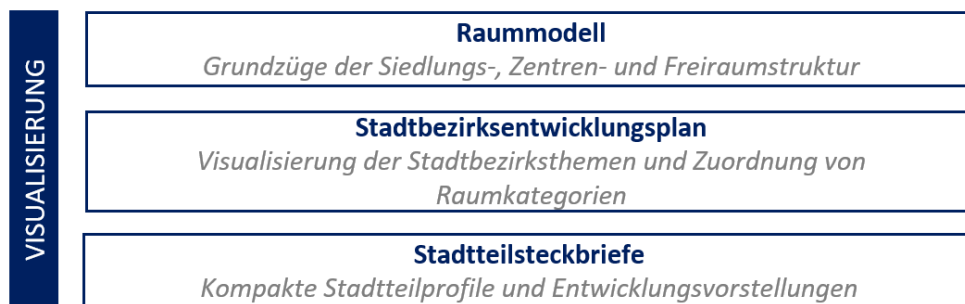 VISUALISIERUNG
Raummodell
Grundzüge der Siedlungs-, Zentren- und Freiraumstruktur
Stadtbezirksentwicklungsplan
Visualisierung der Stadtbezirksthemen und Zuordnung von
Raumkategorien
Stadtteilsteckbriefe
Kompakte Stadtteilprofile und Entwicklungsvorstellungen